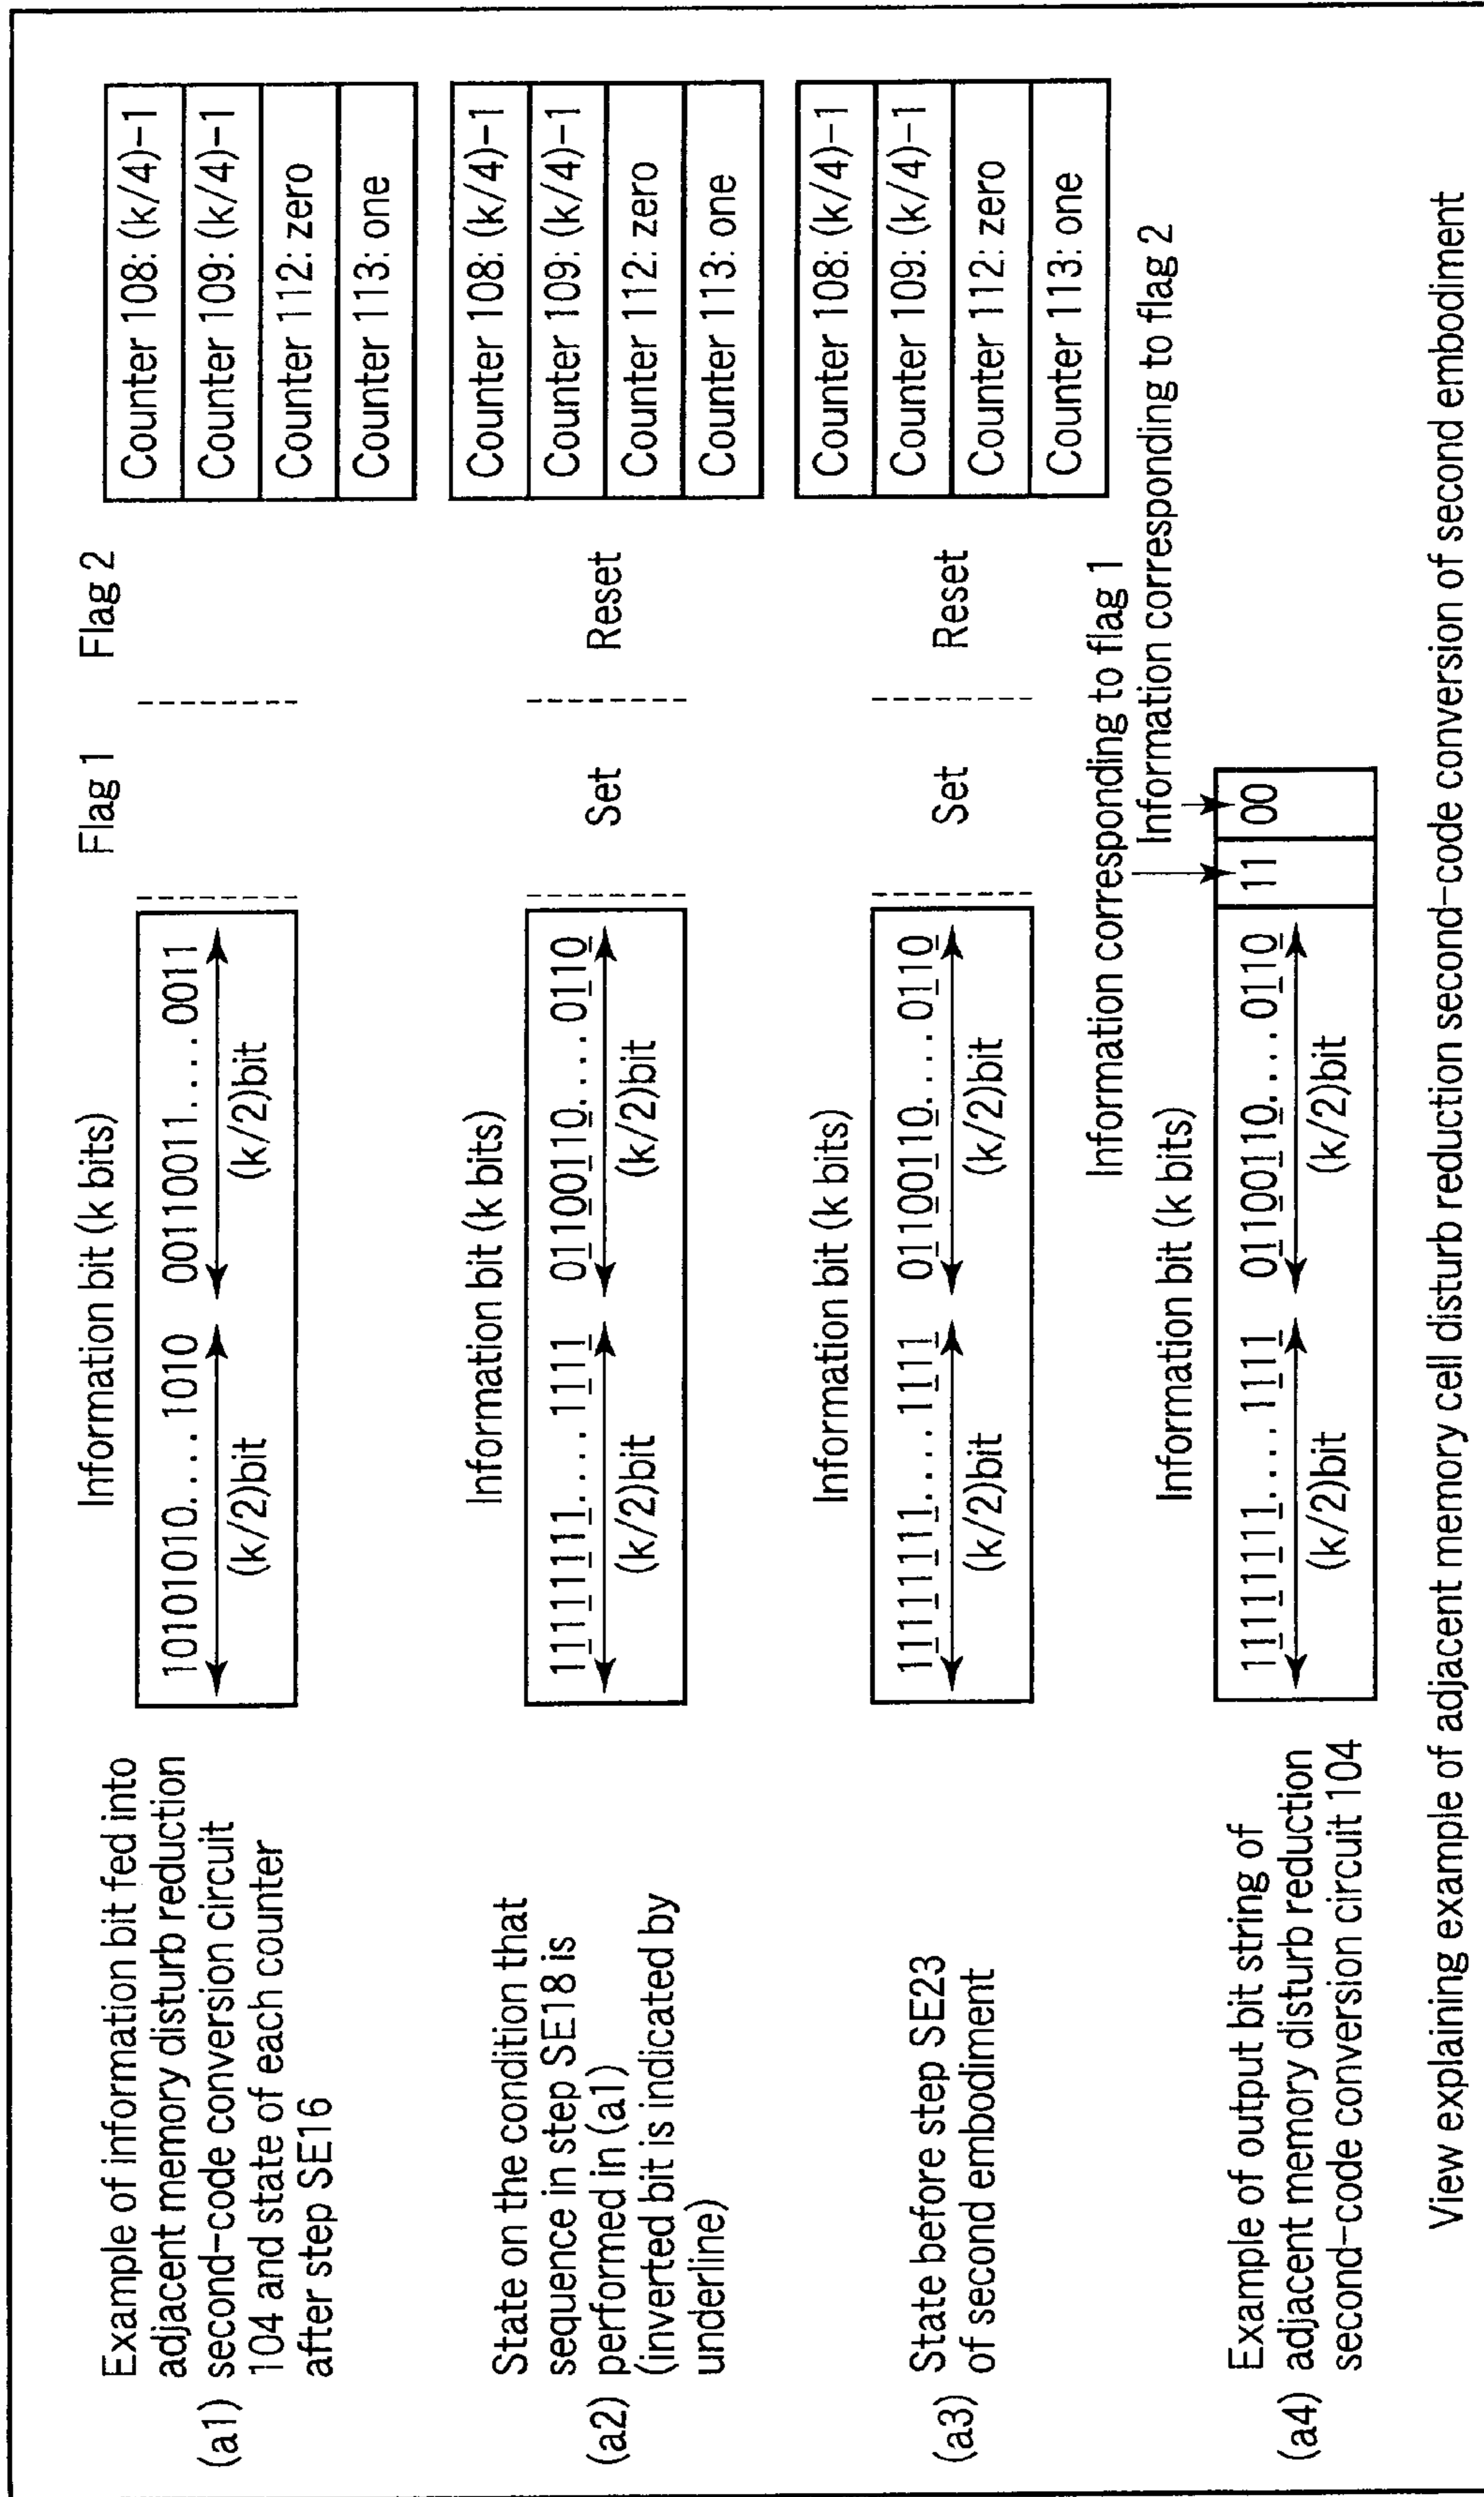 Flag 1
Flag 2
Information bit (k bits)
Example of information bit fed into
adjacent memory disturb reduction
(a1) second-code conversion circuit
104 and state of each counter
after step SE16
10101010.... 1010 00110011.... 0011
(k/2)bit
(k/2)bit
Counter 108: (k/4)-1
Counter 109: (k/4)-1
Counter 112: zero
Counter 113: one
Information bit (k bits)
State on the condition that
sequence in step SE18 is
(a2) performed in (a1)
(inverted bit is indicated by
underline)
11111111.... 1111 01100110.... 0110
(k/2)bit
(k/2)bit
Set
Reset
Counter 108: (k/4)-1
Counter 109: (k/4)-1
Counter 112: zero
Counter 113: one
Information bit (k bits)
State before step SE23
(a3) of second embodiment
11111111.... 1111 01100110.... 0110
(k/2)bit
(k/2)bit
Set
Reset
Counter 108: (k/4)-1
Counter 109: (k/4)-1
Counter 112: zero
Counter 113: one
Information corresponding to flag 1
Information corresponding to flag 2
Information bit (k bits)
Example of output bit string of
(a4) adjacent memory disturb reduction
second-code conversion circuit 104
11111111.... 1111 01100110.... 0110
11
00
(k/2)bit
(k/2)bit
View explaining example of adjacent memory cell disturb reduction second-code conversion of second embodiment